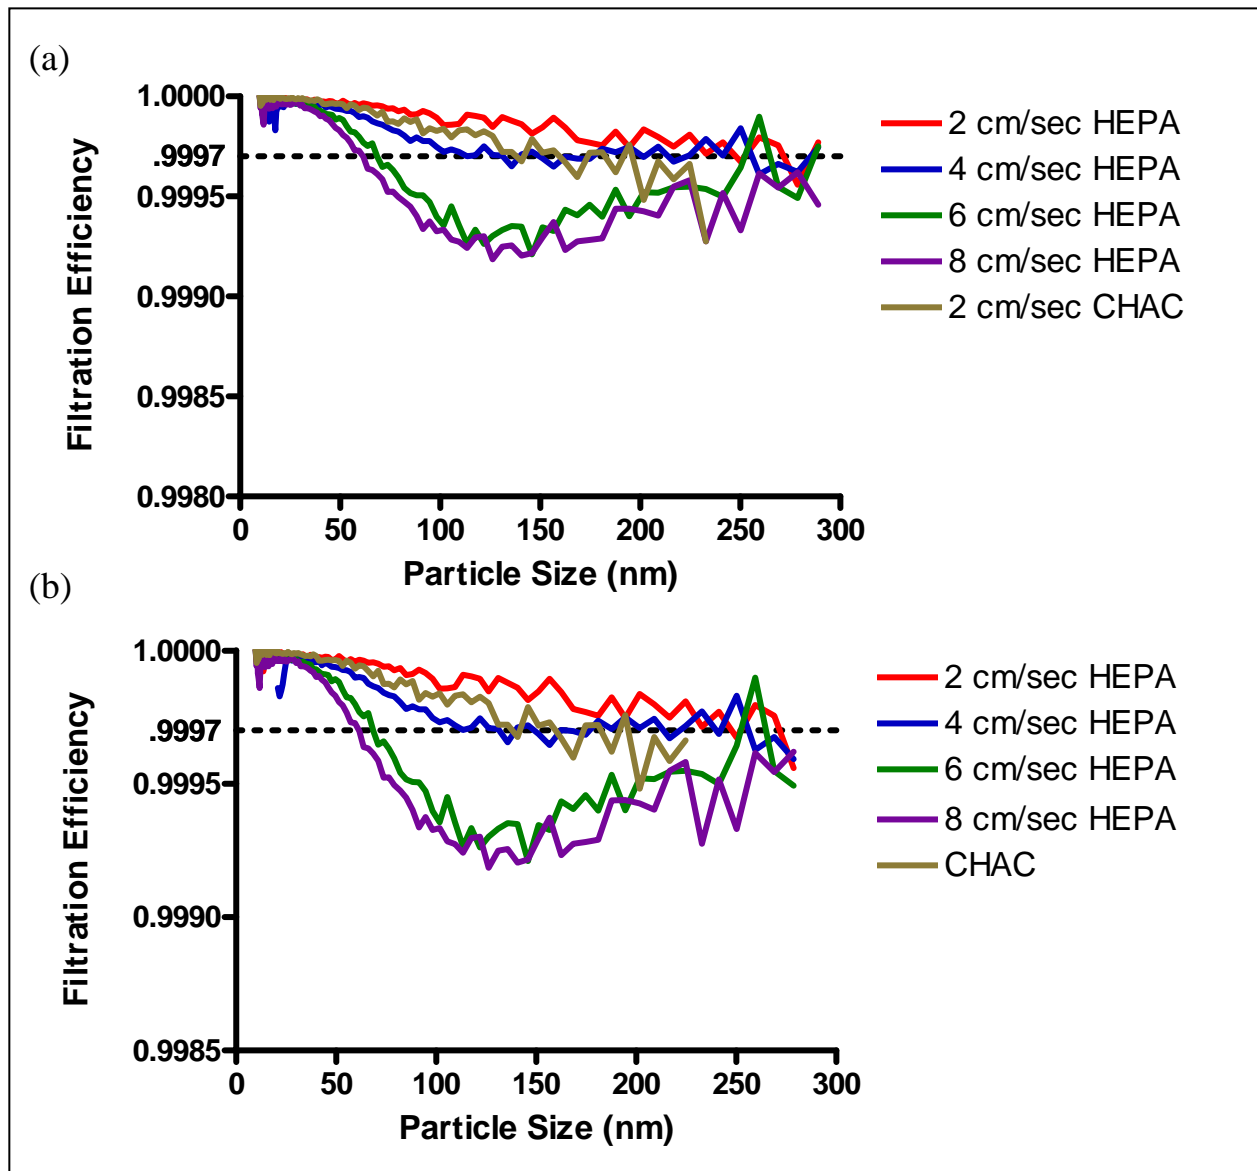 (a)
1.0000
.9997
0.9995
0.9990
0.9985
0.9980
0 50 100 150 200 250 300
Filtration Efficiency
Particle Size (nm)
2 cm/sec HEPA
4 cm/sec HEPA
6 cm/sec HEPA
8 cm/sec HEPA
2 cm/sec CHAC
(b)
1.0000
.9997
0.9995
0.9990
0.9985
0 50 100 150 200 250 300
Filtration Efficiency
Particle Size (nm)
2 cm/sec HEPA
4 cm/sec HEPA
6 cm/sec HEPA
8 cm/sec HEPA
CHAC